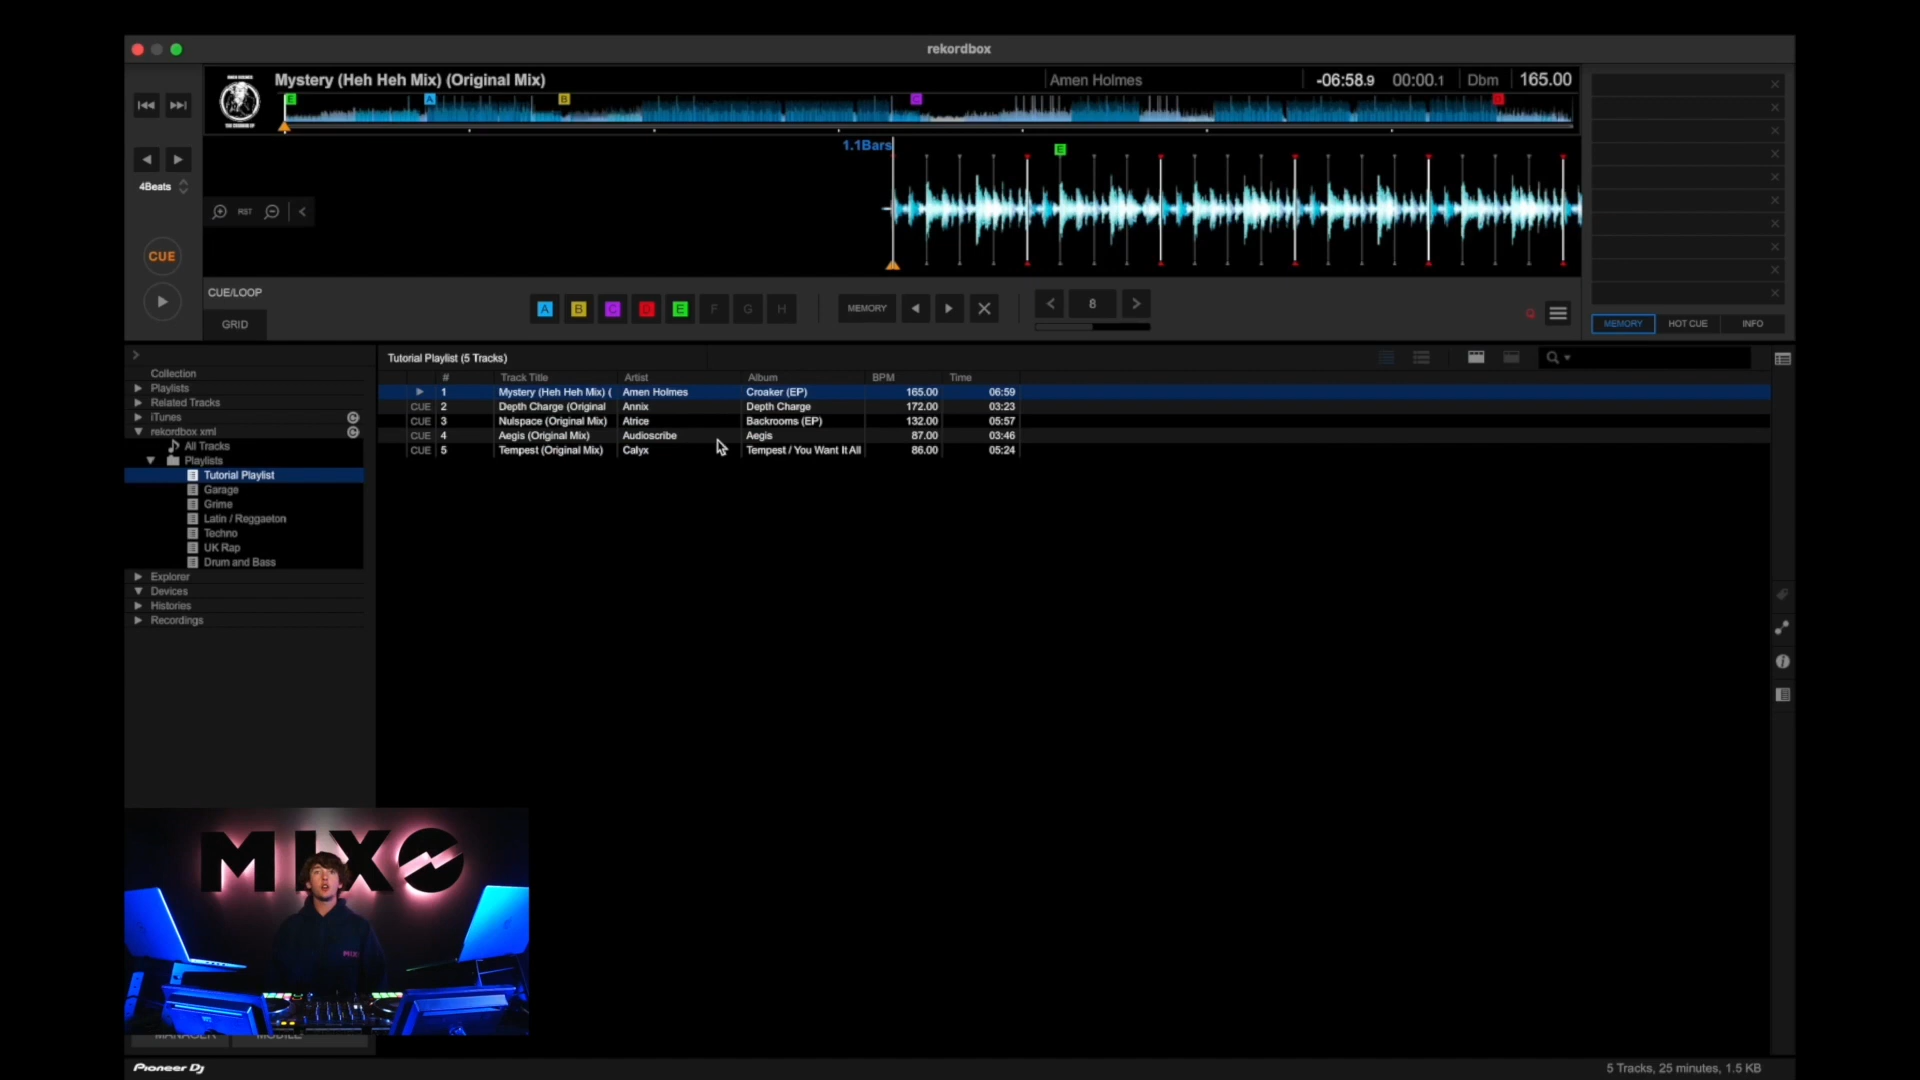 rekordbox
Mystery (Heh Heh Mix) (Original Mix)
Amen Holmes
-06:58.9
00:00.1
Dbm
165.00
E
A
B
C
D
1.1Bars
E
4Beats
RST
CUE
CUE/LOOP
GRID
A
B
C
D
E
F
G
H
MEMORY
8
Q
MEMORY
HOT CUE
INFO
Collection
Playlists
Related Tracks
iTunes
rekordbox xml
All Tracks
Playlists
Tutorial Playlist
Garage
Grime
Latin / Reggaeton
Techno
UK Rap
Drum and Bass
Explorer
Devices
Histories
Recordings
Tutorial Playlist (5 Tracks)
# Track Title Artist Album BPM Time
1 Mystery (Heh Heh Mix) ( Amen Holmes Croaker (EP) 165.00 06:59
CUE 2 Depth Charge (Original Annix Depth Charge 172.00 03:23
CUE 3 Nulspace (Original Mix) Atrice Backrooms (EP) 132.00 05:57
CUE 4 Aegis (Original Mix) Audioscribe Aegis 87.00 03:46
CUE 5 Tempest (Original Mix) Calyx Tempest / You Want It All 86.00 05:24
MIXO
MANAGER
MOBILE
Pioneer Dj
5 Tracks, 25 minutes, 1.5 KB